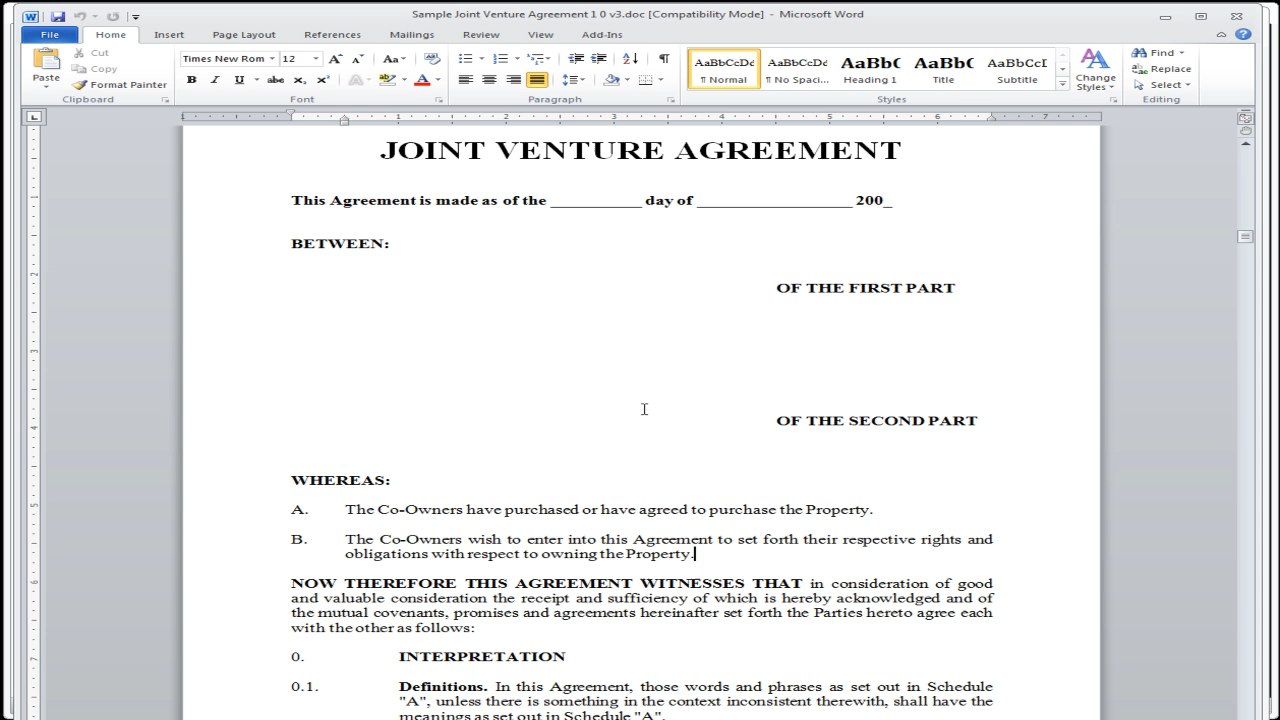 Sample Joint Venture Agreement 1 0 v3.doc [Compatibility Mode] - Microsoft Word
File Home Insert Page Layout References Mailings Review View Add-Ins
Cut
Copy
Format Painter
Paste
Clipboard
Times New Rom 12
Font
Paragraph
AaBbCcDc AaBbCcDc AaBbC AaBbC AaBbCcD
¶ Normal ¶ No Spaci... Heading 1 Title Subtitle
Change
Styles
Styles
Find
Replace
Select
Editing
1 1 2 3 4 5 6 7
JOINT VENTURE AGREEMENT
This Agreement is made as of the ____________ day of ____________________ 200_
BETWEEN:
OF THE FIRST PART
OF THE SECOND PART
WHEREAS:
A. The Co-Owners have purchased or have agreed to purchase the Property.
B. The Co-Owners wish to enter into this Agreement to set forth their respective rights and
obligations with respect to owning the Property.
NOW THEREFORE THIS AGREEMENT WITNESSES THAT in consideration of good
and valuable consideration the receipt and sufficiency of which is hereby acknowledged and of
the mutual covenants, promises and agreements hereinafter set forth the Parties hereto agree each
with the other as follows:
0. INTERPRETATION
0.1. Definitions. In this Agreement, those words and phrases as set out in Schedule
"A", unless there is something in the context inconsistent therewith, shall have the
meanings as set out in Schedule "A".